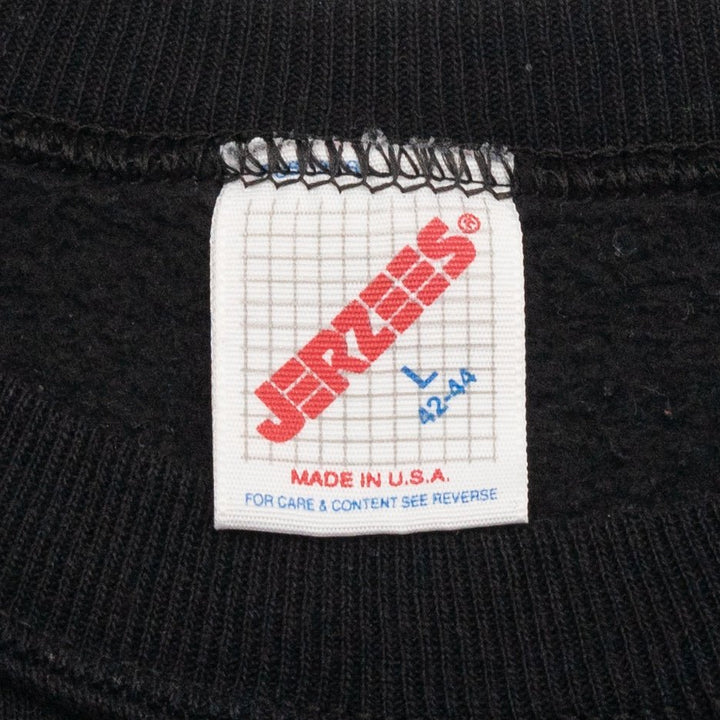 JERZEES®
L
42-44
MADE IN U.S.A.
FOR CARE & CONTENT SEE REVERSE